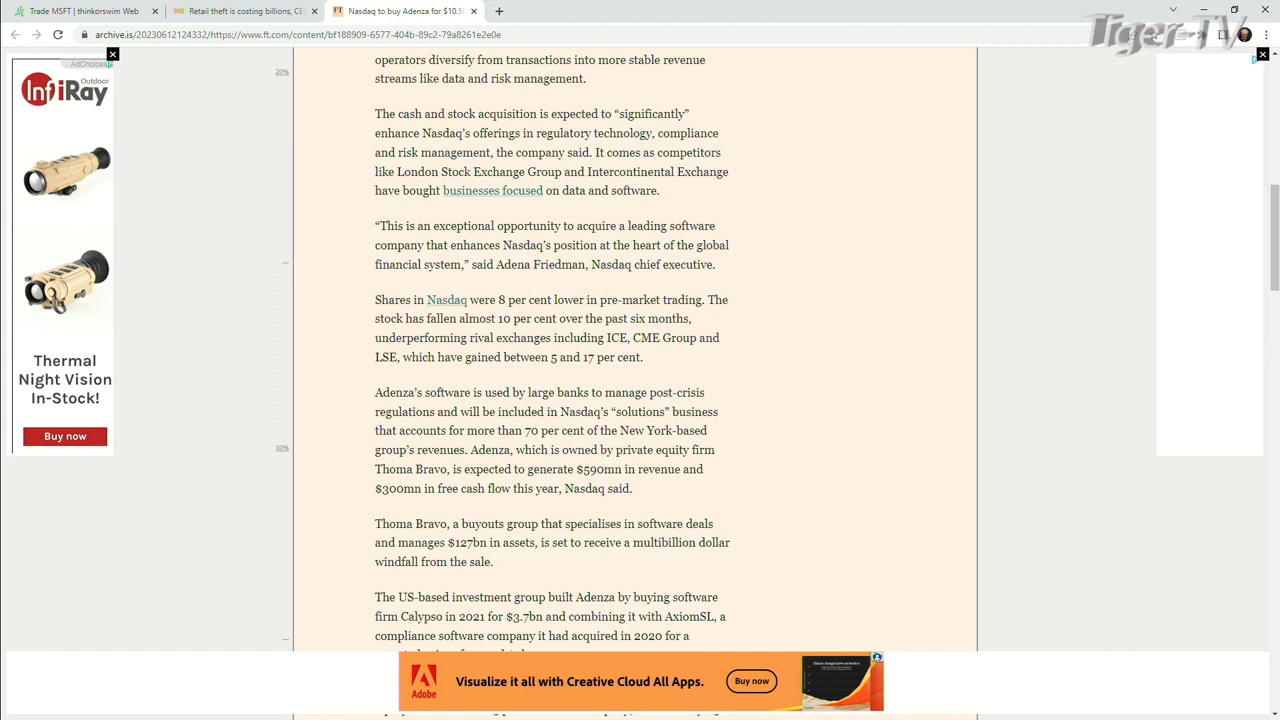 Trade MSFT | thinkorswim Web
Retail theft is costing billions, CE
Nasdaq to buy Adenza for $10.5
Tiger TV
archive.is/20230612124332/https://www.ft.com/content/bf188909-6577-404b-89c2-79a8261e2e0e
AdChoices
InfiRay Outdoor
Thermal
Night Vision
In-Stock!
Buy now
20%
operators diversify from transactions into more stable revenue
streams like data and risk management.
The cash and stock acquisition is expected to “significantly”
enhance Nasdaq’s offerings in regulatory technology, compliance
and risk management, the company said. It comes as competitors
like London Stock Exchange Group and Intercontinental Exchange
have bought businesses focused on data and software.
“This is an exceptional opportunity to acquire a leading software
company that enhances Nasdaq’s position at the heart of the global
financial system,” said Adena Friedman, Nasdaq chief executive.
Shares in Nasdaq were 8 per cent lower in pre-market trading. The
stock has fallen almost 10 per cent over the past six months,
underperforming rival exchanges including ICE, CME Group and
LSE, which have gained between 5 and 17 per cent.
Adenza’s software is used by large banks to manage post-crisis
regulations and will be included in Nasdaq’s “solutions” business
that accounts for more than 70 per cent of the New York-based
30%
group’s revenues. Adenza, which is owned by private equity firm
Thoma Bravo, is expected to generate $590mn in revenue and
$300mn in free cash flow this year, Nasdaq said.
Thoma Bravo, a buyouts group that specialises in software deals
and manages $127bn in assets, is set to receive a multibillion dollar
windfall from the sale.
The US-based investment group built Adenza by buying software
firm Calypso in 2021 for $3.7bn and combining it with AxiomSL, a
compliance software company it had acquired in 2020 for a
Adobe
Visualize it all with Creative Cloud All Apps.
Buy now